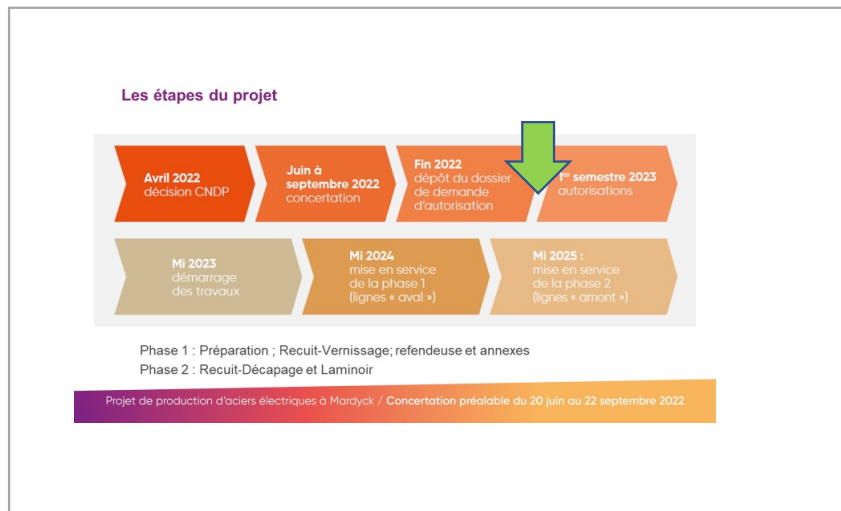 Les étapes du projet
Avril 2022
décision CNDP
Juin à
septembre 2022
concertation
Fin 2022
dépôt du dossier
de demande
d'autorisation
1er semestre 2023
autorisations
Mi 2023
démarrage
des travaux
Mi 2024
mise en service
de la phase 1
(lignes « aval »)
Mi 2025 :
mise en service
de la phase 2
(lignes « amont »)
Phase 1 : Préparation ; Recuit-Vernissage; refendeuse et annexes
Phase 2 : Recuit-Décapage et Laminoir
Projet de production d'aciers électriques à Mardyck / Concertation préalable du 20 juin au 22 septembre 2022